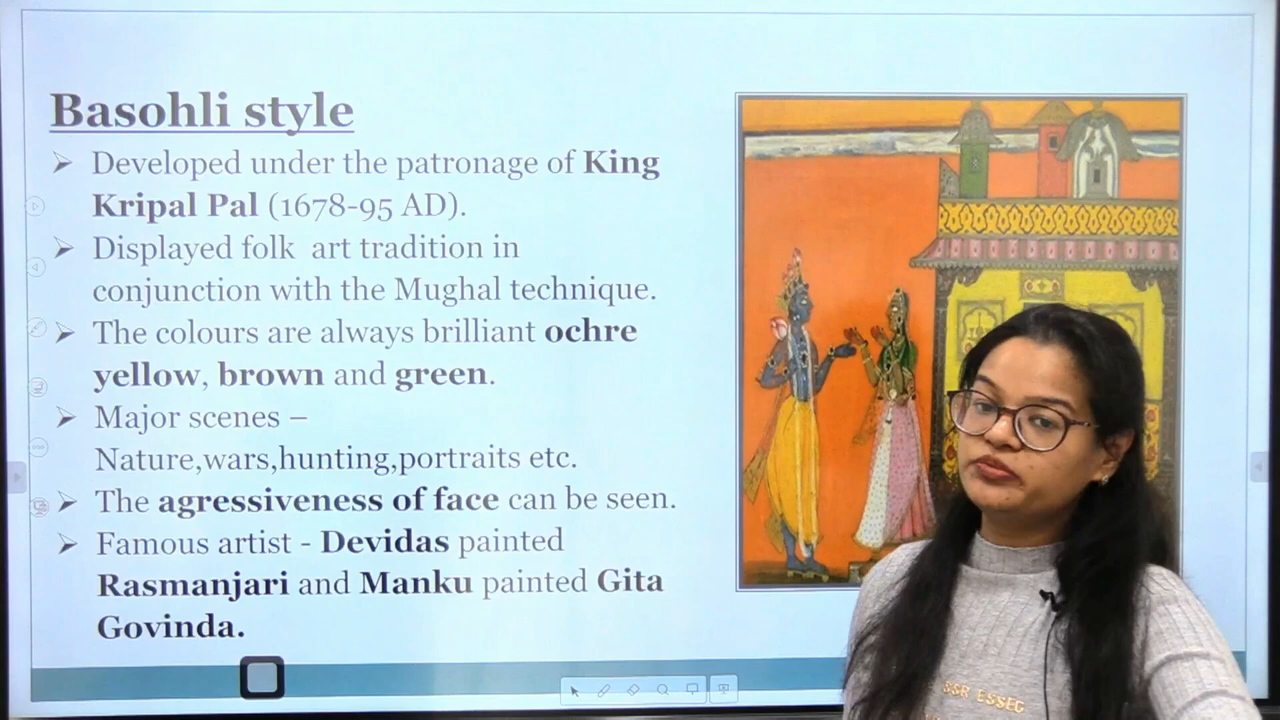 Basohli style
➢ Developed under the patronage of King
Kripal Pal (1678-95 AD).
➢ Displayed folk art tradition in
conjunction with the Mughal technique.
➢ The colours are always brilliant ochre
yellow, brown and green.
➢ Major scenes –
Nature,wars,hunting,portraits etc.
➢ The agressiveness of face can be seen.
➢ Famous artist - Devidas painted
Rasmanjari and Manku painted Gita
Govinda.